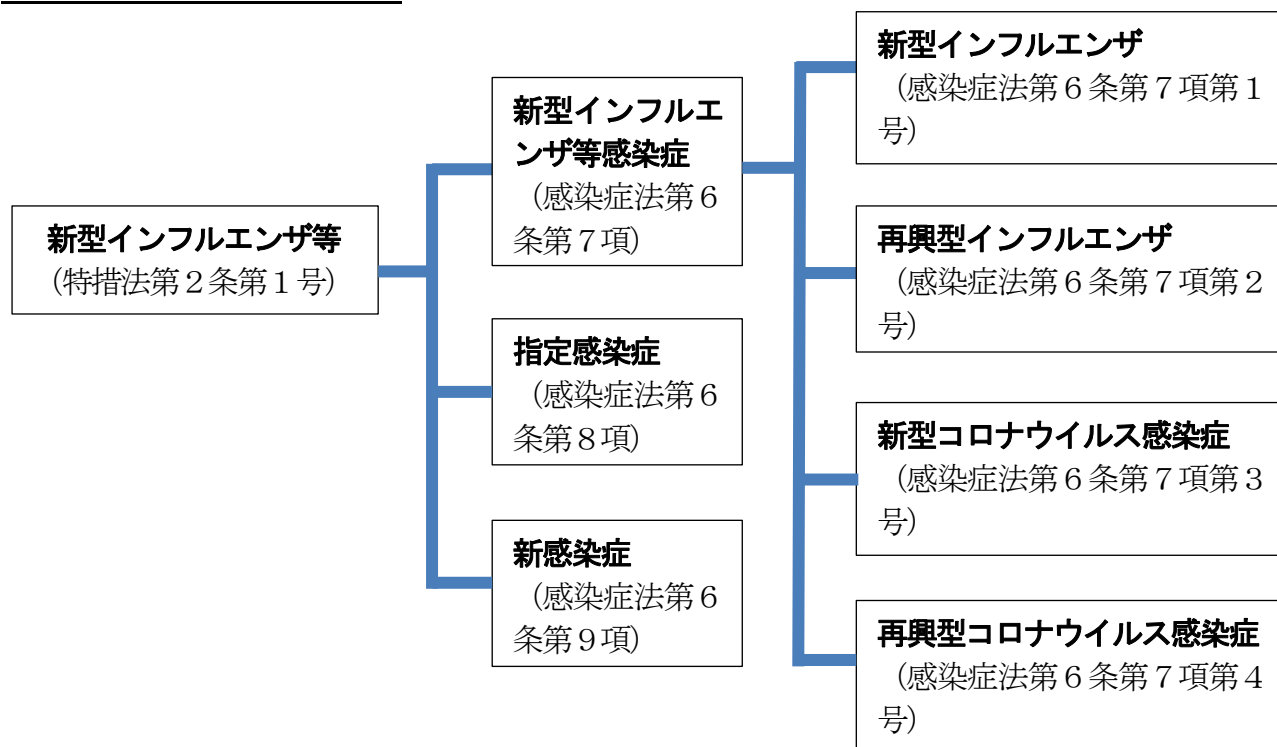 新型インフルエンザ等
(特措法第2条第1号)
新型インフルエ
ンザ等感染症
(感染症法第6
条第7項)
指定感染症
(感染症法第6
条第8項)
新感染症
(感染症法第6
条第9項)
新型インフルエンザ
(感染症法第6条第7項第1
号)
再興型インフルエンザ
(感染症法第6条第7項第2
号)
新型コロナウイルス感染症
(感染症法第6条第7項第3
号)
再興型コロナウイルス感染症
(感染症法第6条第7項第4
号)